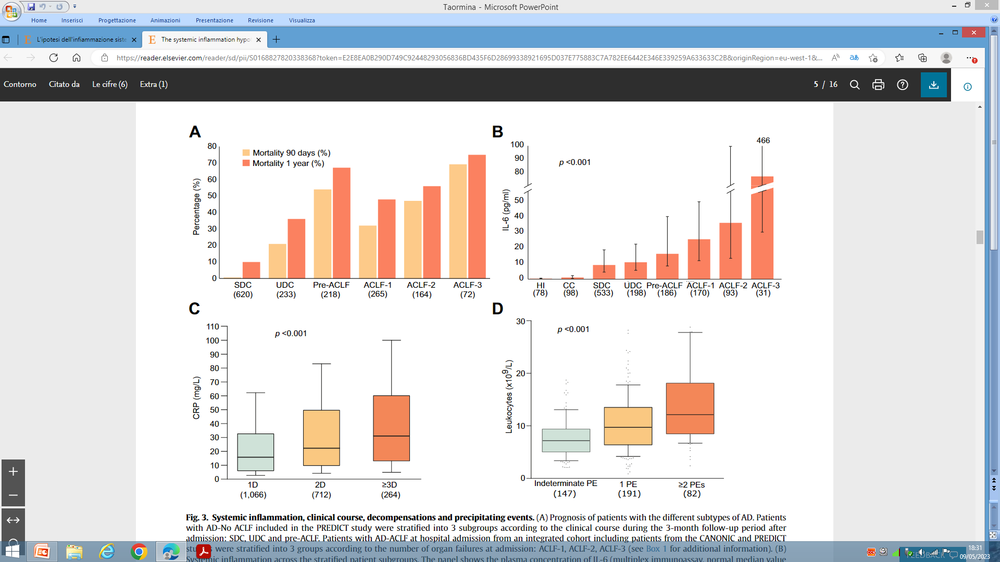 Taormina - Microsoft PowerPoint
Home Inserisci Progettazione Animazioni Presentazione Revisione Visualizza
L'ipotesi dell'infiammazione siste
The systemic inflammation hypo
https://reader.elsevier.com/reader/sd/pii/S0168827820338368?token=E2E8EA0B290D749C92448293056836BD435F6D28699338921695D037E775883C7A782EE6442E346E339259A633633C2B&originRegion=eu-west-1&...
Contorno Citato da Le cifre (6) Extra (1)
5 / 16
A
Percentage (%)
80
70
60
50
40
30
20
10
0
Mortality 90 days (%)
Mortality 1 year (%)
SDC UDC Pre-ACLF ACLF-1 ACLF-2 ACLF-3
(620) (233) (218) (265) (164) (72)
B
IL-6 (pg/ml)
100
90
80
50
40
30
20
10
0
p <0.001
466
HI CC SDC UDC Pre-ACLF ACLF-1 ACLF-2 ACLF-3
(78) (98) (533) (198) (186) (170) (93) (31)
C
CRP (mg/L)
110
100
90
80
70
60
50
40
30
20
10
0
p <0.001
1D 2D ≥3D
(1,066) (712) (264)
D
Leukocytes (x10⁹/L)
30
20
10
0
p <0.001
Indeterminate PE 1 PE ≥2 PEs
(147) (191) (82)
Fig. 3. Systemic inflammation, clinical course, decompensations and precipitating events. (A) Prognosis of patients with the different subtypes of AD. Patients
with AD-No ACLF included in the PREDICT study were stratified into 3 subgroups according to the clinical course during the 3-month follow-up period after
admission: SDC, UDC and pre-ACLF. Patients with AD-ACLF at hospital admission from an integrated cohort including patients from the CANONIC and PREDICT
were stratified into 3 groups according to the number of organ failures at admission: ACLF-1, ACLF-2, ACLF-3 (see Box 1 for additional information). (B)
Systemic inflammation across the stratified patient subgroups. The panel shows the plasma concentration of IL-6 (multiplex immunoassay, normal median value
FEEDBACK
18:31
09/05/2023